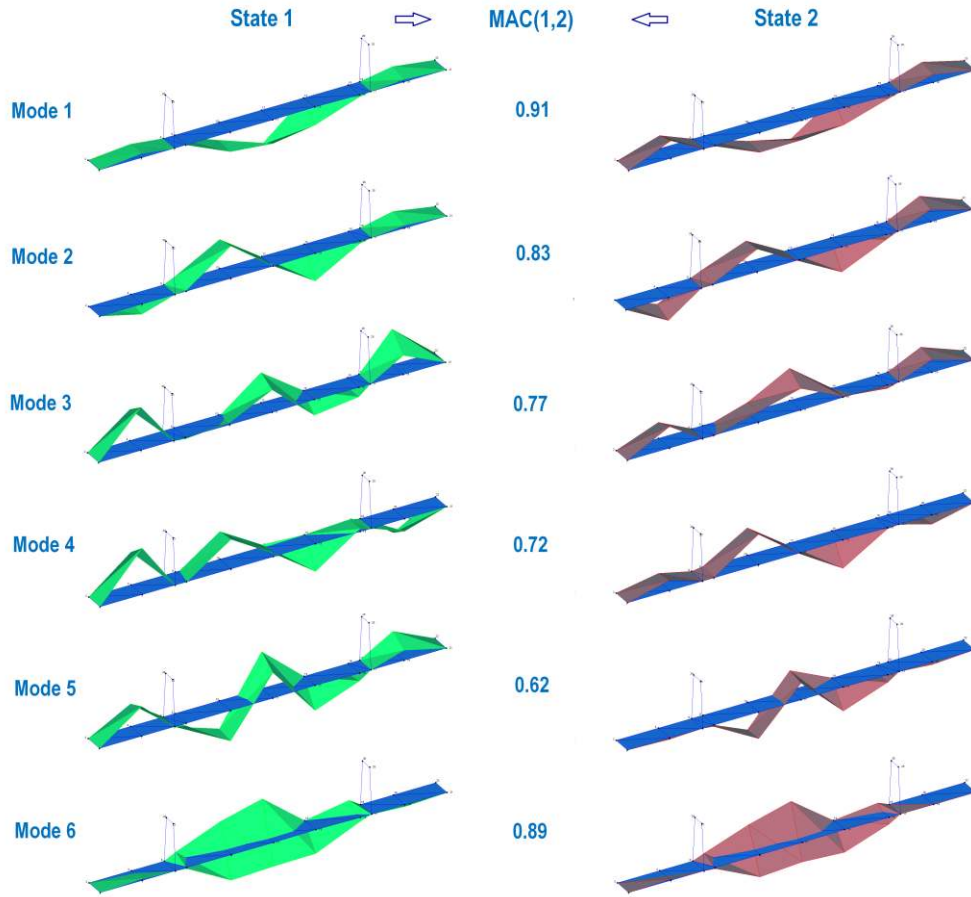 State 1 MAC(1,2) State 2
Mode 1 0.91
Mode 2 0.83
Mode 3 0.77
Mode 4 0.72
Mode 5 0.62
Mode 6 0.89